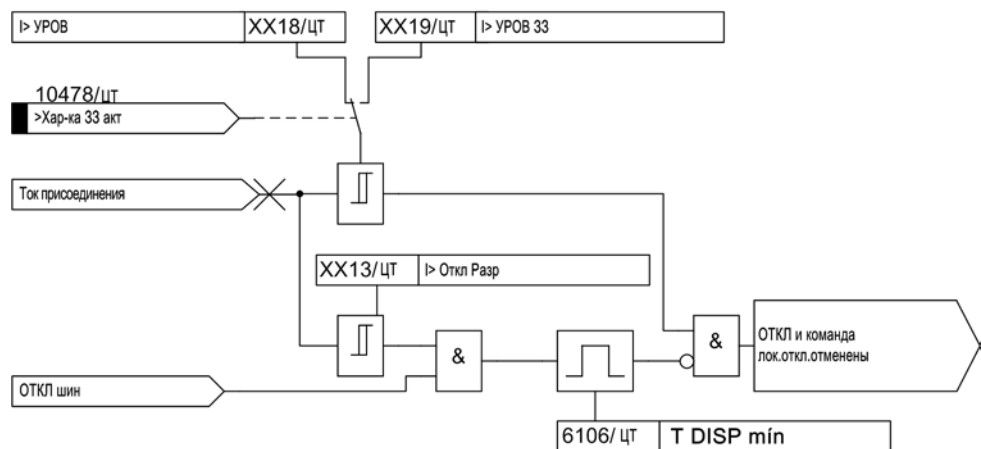 I> УРОВ XX18/ЦТ XX19/ЦТ I> УРОВ 33
10478/ЦТ
>Хар-ка 33 акт
Ток присоединения
XX13/ЦТ I> Откл Разр
&
&
ОТКЛ и команда
лок.откл.отменены
ОТКЛ шин
6106/ЦТ T DISP mín